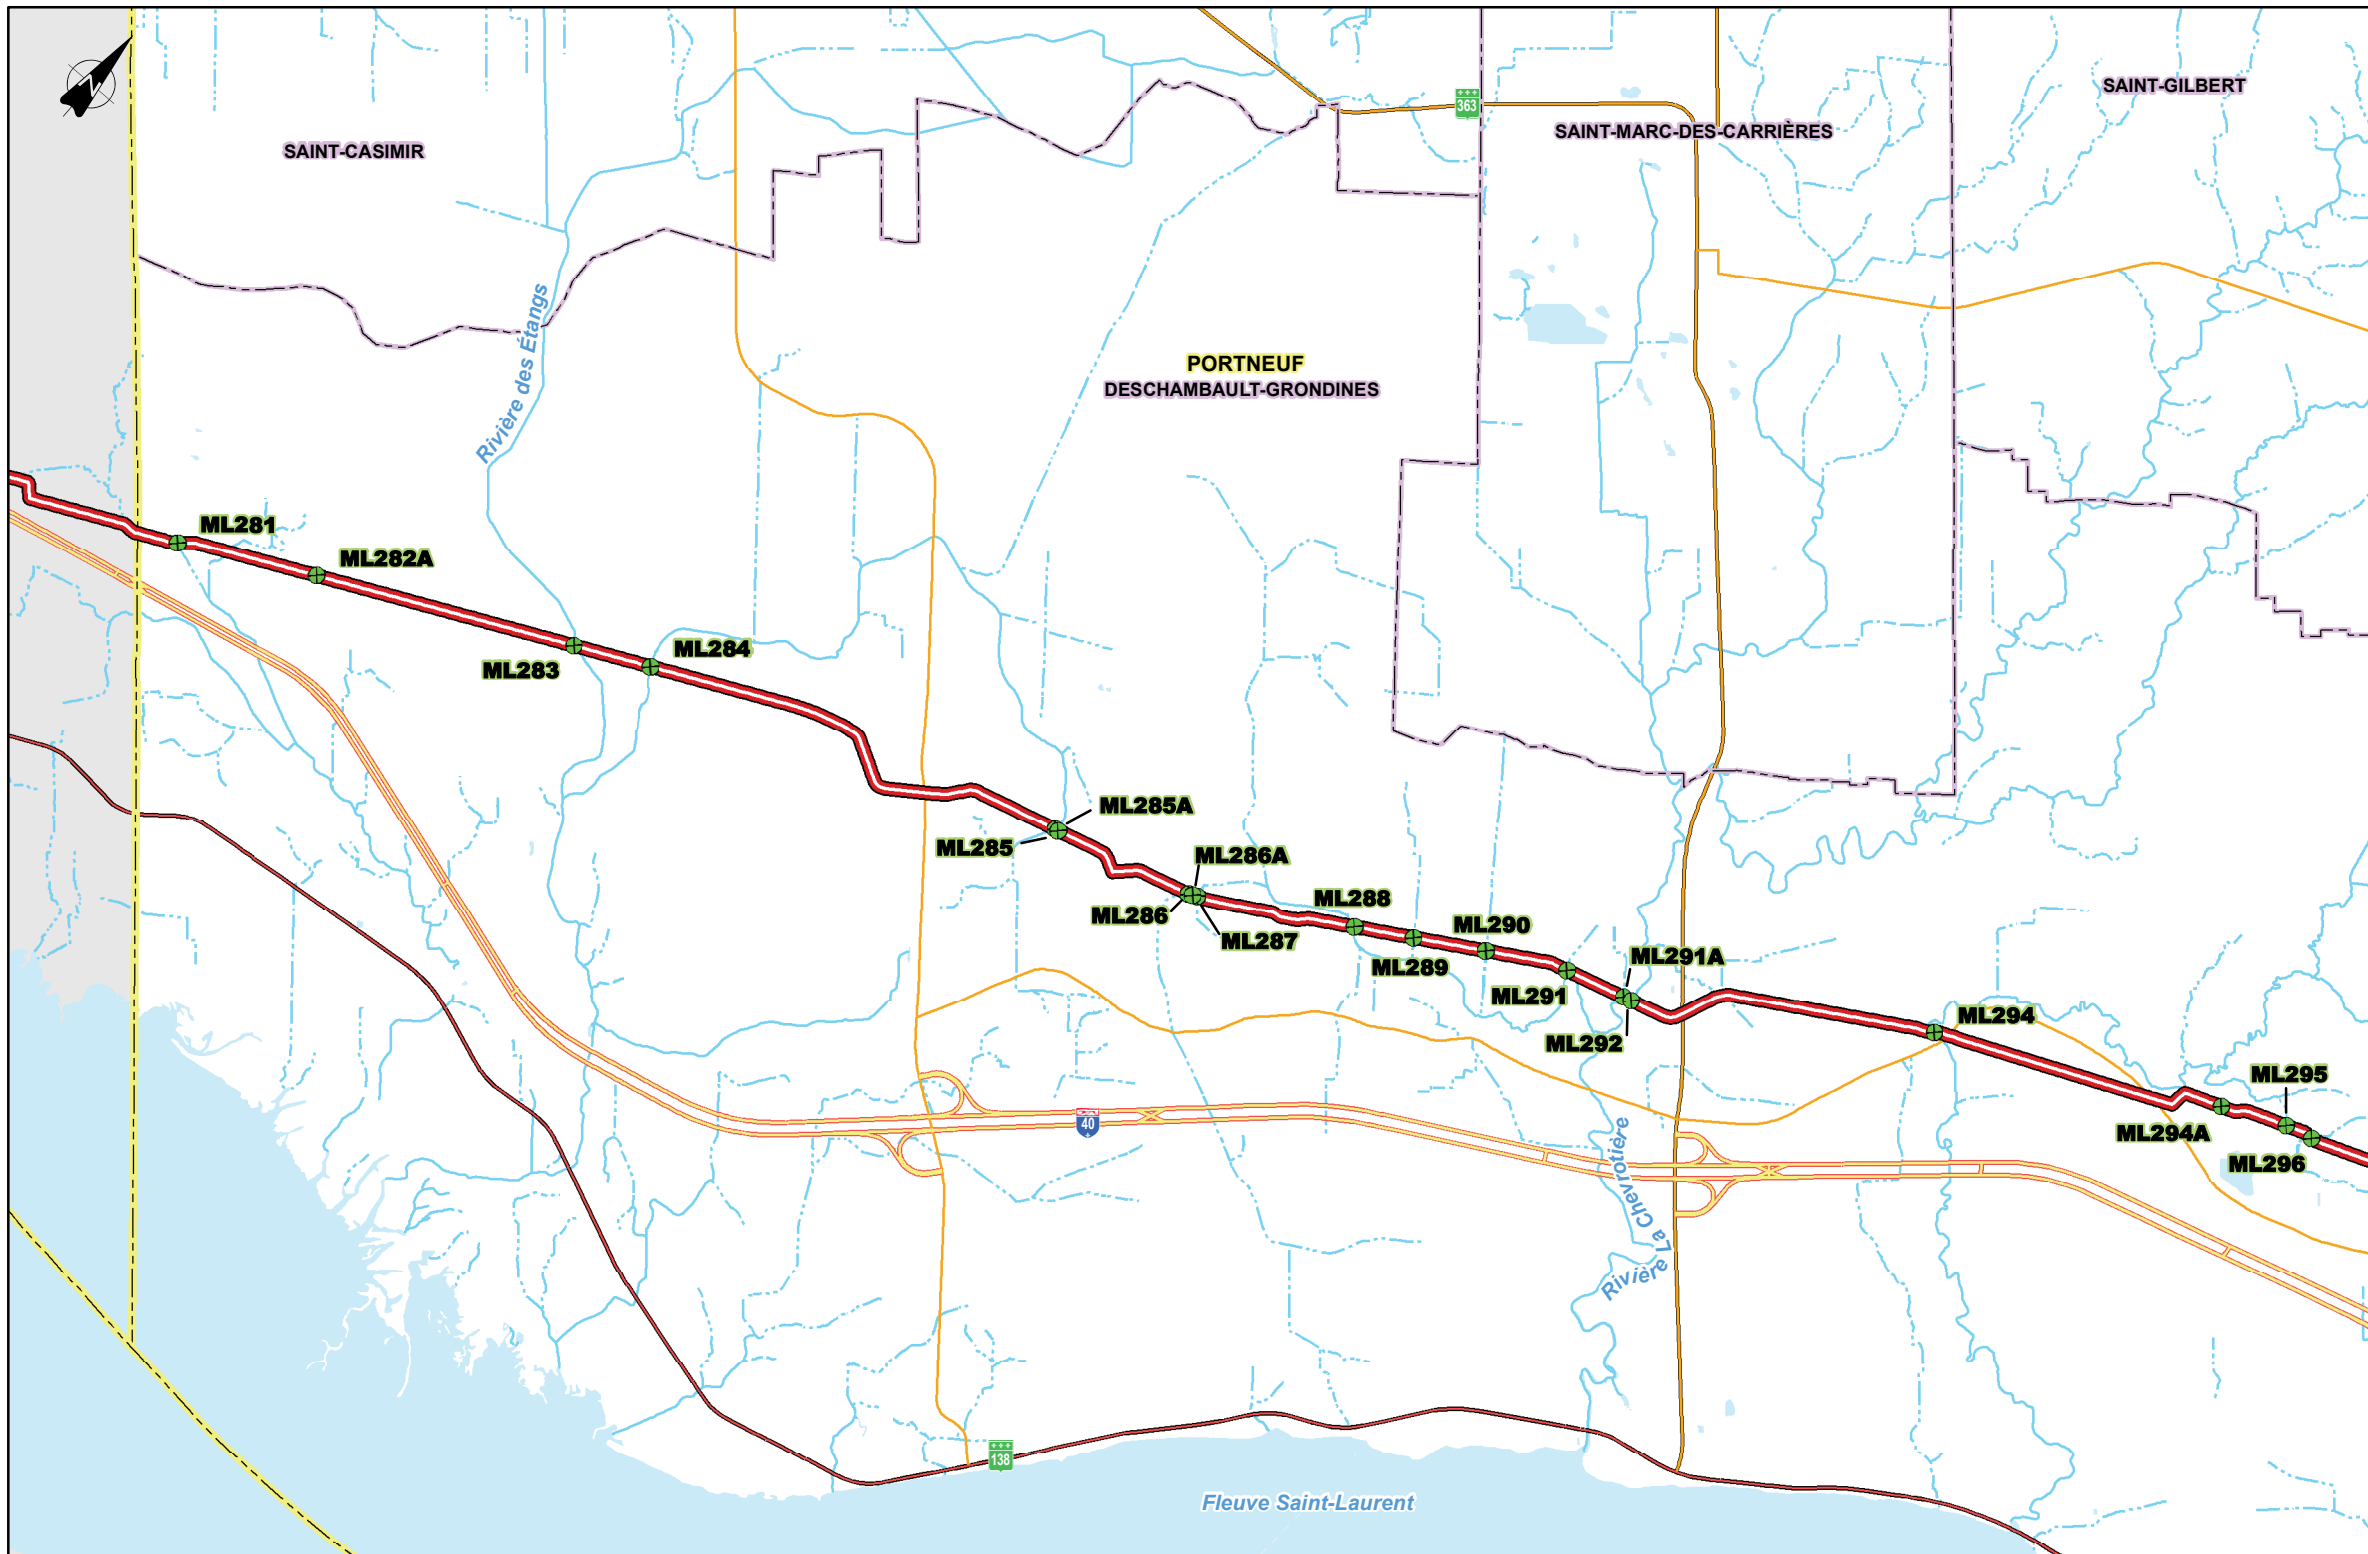 N
SAINT-CASIMIR
363
SAINT-MARC-DES-CARRIÈRES
SAINT-GILBERT
Rivière des Étangs
PORTNEUF
DESCHAMBAULT-GRONDINES
ML281
ML282A
ML283
ML284
ML285A
ML285
ML286A
ML286
ML287
ML288
ML289
ML290
ML291
ML291A
ML292
ML294
ML294A
ML295
ML296
40
Rivière La Chevrotière
138
Fleuve Saint-Laurent